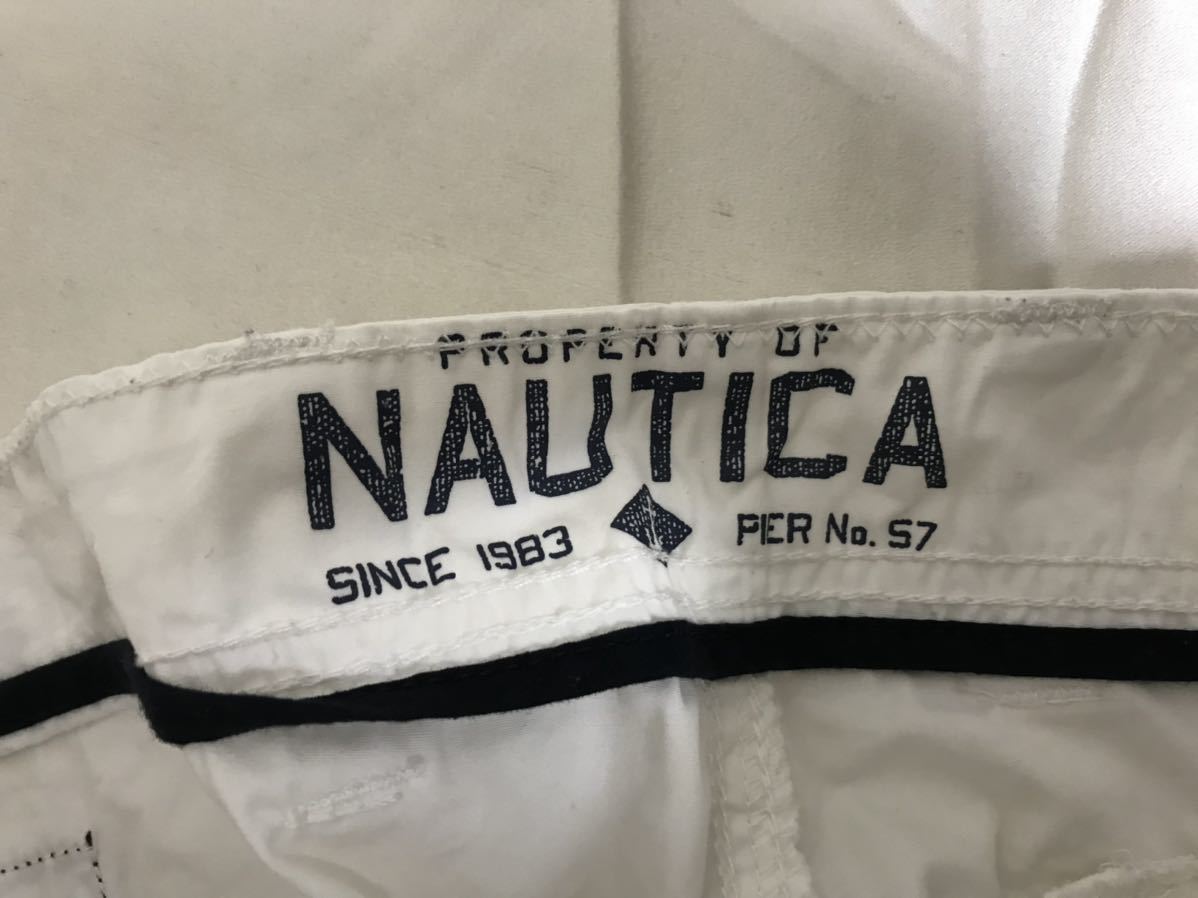 PROPERTY OF
NAUTICA
SINCE 1983 PIER No. 57